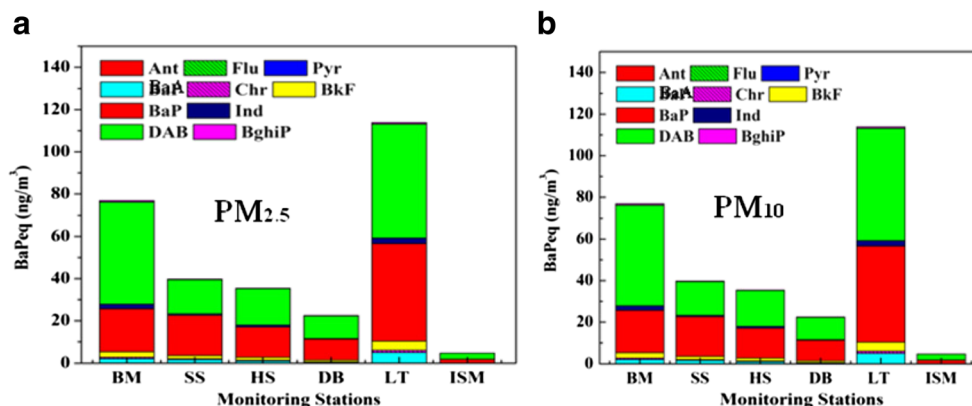 a
140
120
100
80
60
40
20
0
BaPeq (ng/m³)
Ant Flu Pyr
BaA Chr BkF
BaP Ind
DAB BghiP
PM2.5
BM SS HS DB LT ISM
Monitoring Stations
b
140
120
100
80
60
40
20
0
BaPeq (ng/m³)
Ant Flu Pyr
BaA Chr BkF
BaP Ind
DAB BghiP
PM10
BM SS HS DB LT ISM
Monitoring Stations